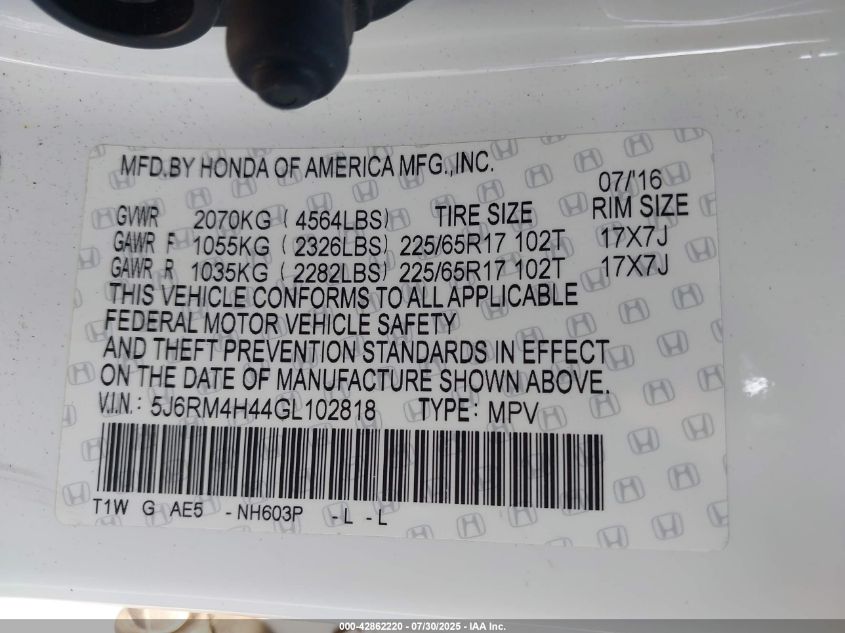 MFD.BY HONDA OF AMERICA MFG.,INC.
07/'16
GVWR 2070KG (4564LBS) TIRE SIZE RIM SIZE
GAWR F 1055KG (2326LBS) 225/65R17 102T 17X7J
GAWR R 1035KG (2282LBS) 225/65R17 102T 17X7J
THIS VEHICLE CONFORMS TO ALL APPLICABLE
FEDERAL MOTOR VEHICLE SAFETY
AND THEFT PREVENTION STANDARDS IN EFFECT
ON THE DATE OF MANUFACTURE SHOWN ABOVE.
V.I.N.: 5J6RM4H44GL102818 TYPE: MPV
T1W G AE5 -NH603P -L -L
000-42862220 - 07/30/2025 - IAA Inc.